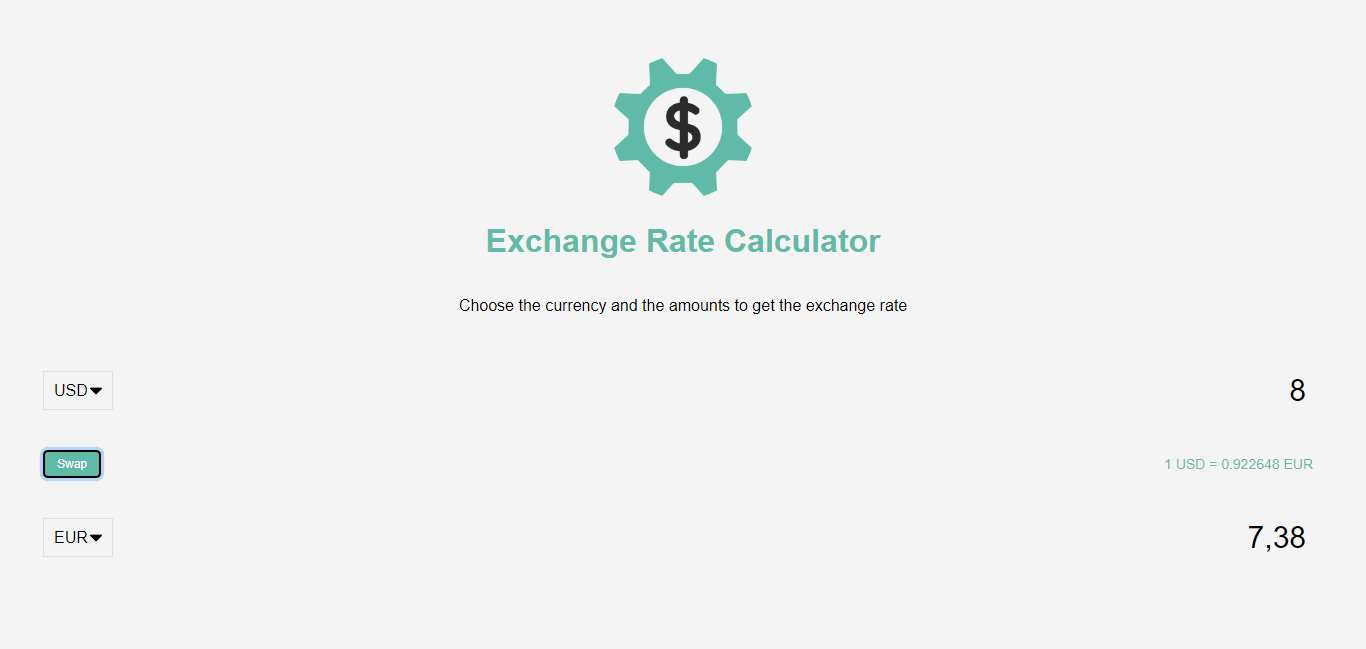 $
Exchange Rate Calculator
Choose the currency and the amounts to get the exchange rate
USD
8
Swap
1 USD = 0.922648 EUR
EUR
7,38